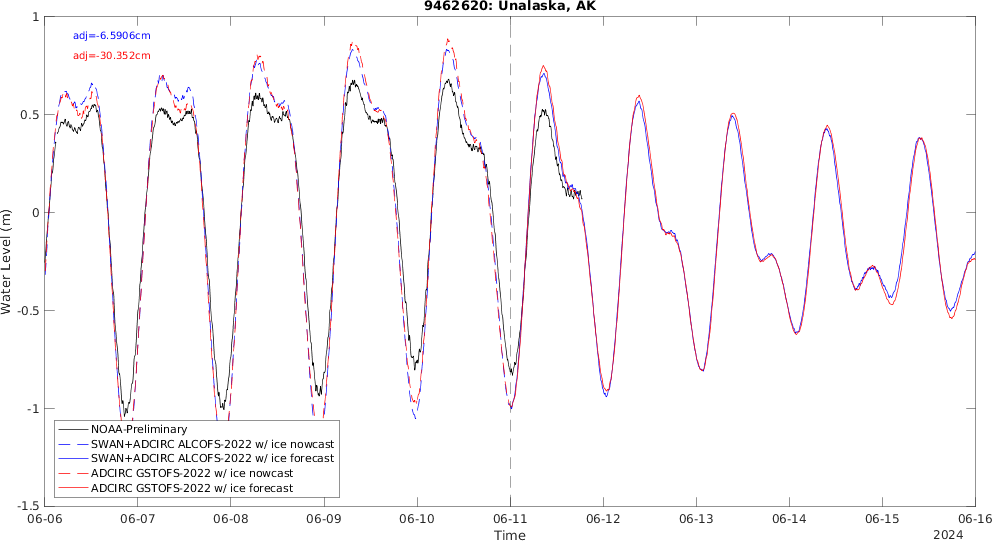 9462620: Unalaska, AK
adj=-6.5906cm
adj=-30.352cm
1
0.5
0
-0.5
-1
-1.5
Water Level (m)
NOAA-Preliminary
SWAN+ADCIRC ALCOFS-2022 w/ ice nowcast
SWAN+ADCIRC ALCOFS-2022 w/ ice forecast
ADCIRC GSTOFS-2022 w/ ice nowcast
ADCIRC GSTOFS-2022 w/ ice forecast
06-06 06-07 06-08 06-09 06-10 06-11 06-12 06-13 06-14 06-15 06-16
Time
2024